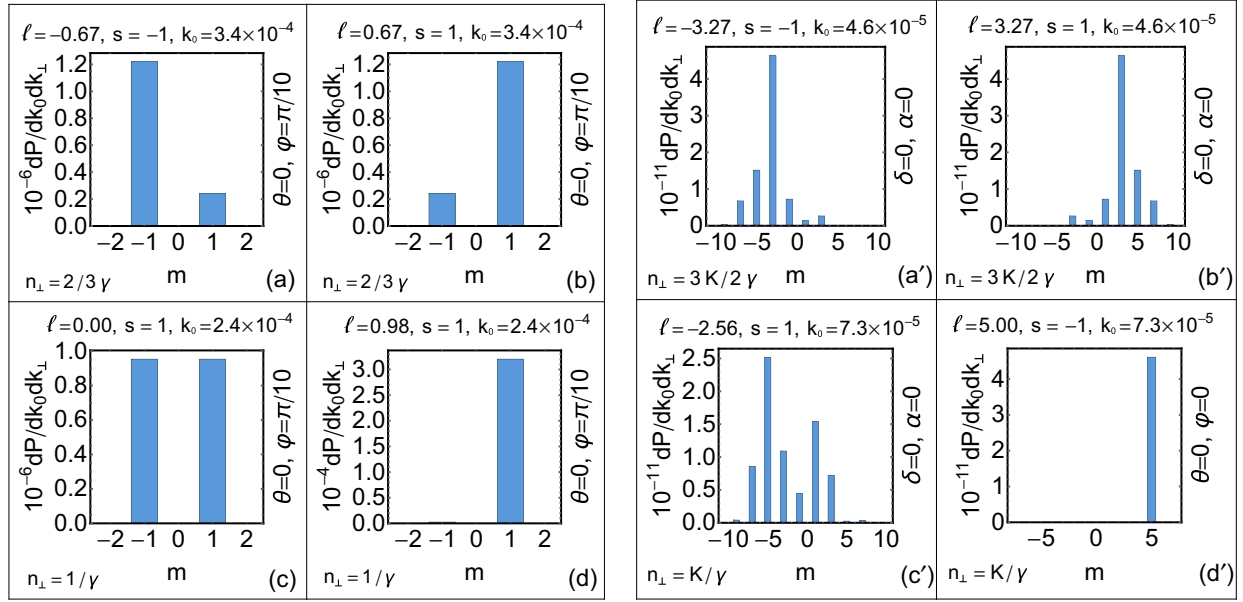 ℓ=−0.67, s=−1, k₀=3.4×10⁻⁴
10⁻⁶dP/dk₀dk⊥
1.2
1.0
0.8
0.6
0.4
0.2
0.0
θ=0, φ=π/10
−2 −1 0 1 2
n⊥=2/3γ m (a)
ℓ=0.67, s=1, k₀=3.4×10⁻⁴
10⁻⁶dP/dk₀dk⊥
1.2
1.0
0.8
0.6
0.4
0.2
0.0
θ=0, φ=π/10
−2 −1 0 1 2
n⊥=2/3γ m (b)
ℓ=0.00, s=1, k₀=2.4×10⁻⁴
10⁻⁶dP/dk₀dk⊥
1.0
0.8
0.6
0.4
0.2
0.0
θ=0, φ=π/10
−2 −1 0 1 2
n⊥=1/γ m (c)
ℓ=0.98, s=1, k₀=2.4×10⁻⁴
10⁻⁴dP/dk₀dk⊥
3.0
2.5
2.0
1.5
1.0
0.5
0.0
θ=0, φ=π/10
−2 −1 0 1 2
n⊥=1/γ m (d)
ℓ=−3.27, s=−1, k₀=4.6×10⁻⁵
10⁻¹¹dP/dk₀dk⊥
4
3
2
1
0
δ=0, α=0
−10 −5 0 5 10
n⊥=3K/2γ m (a′)
ℓ=3.27, s=1, k₀=4.6×10⁻⁵
10⁻¹¹dP/dk₀dk⊥
4
3
2
1
0
δ=0, α=0
−10 −5 0 5 10
n⊥=3K/2γ m (b′)
ℓ=−2.56, s=1, k₀=7.3×10⁻⁵
10⁻¹¹dP/dk₀dk⊥
2.5
2.0
1.5
1.0
0.5
0.0
δ=0, α=0
−10 −5 0 5 10
n⊥=K/γ m (c′)
ℓ=5.00, s=−1, k₀=7.3×10⁻⁵
10⁻¹¹dP/dk₀dk⊥
4
3
2
1
0
θ=0, φ=0
−5 0 5
n⊥=K/γ m (d′)